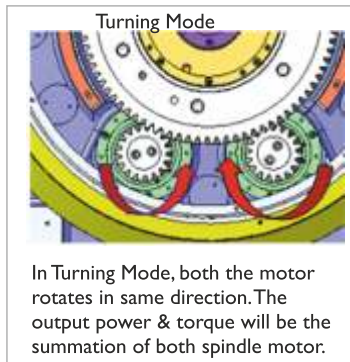 Turning Mode
In Turning Mode, both the motor
rotates in same direction. The
output power & torque will be the
summation of both spindle motor.